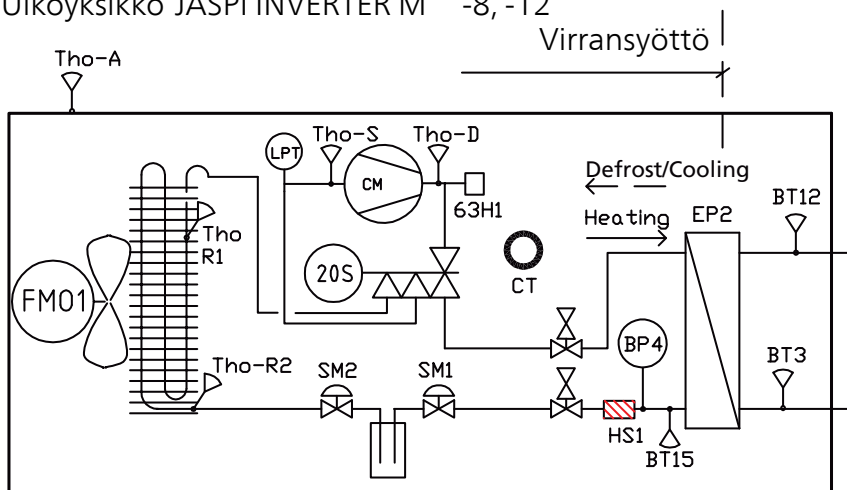 Ulkoyksikkö JÄSPI INVERTER M -8, -12
Virransyöttö
Tho-A
LPT
Tho-S
Tho-D
CM
63H1
Defrost/Cooling
Heating
EP2
BT12
Tho
R1
20S
CT
FM01
BP4
BT3
Tho-R2
SM2
SM1
HS1
BT15